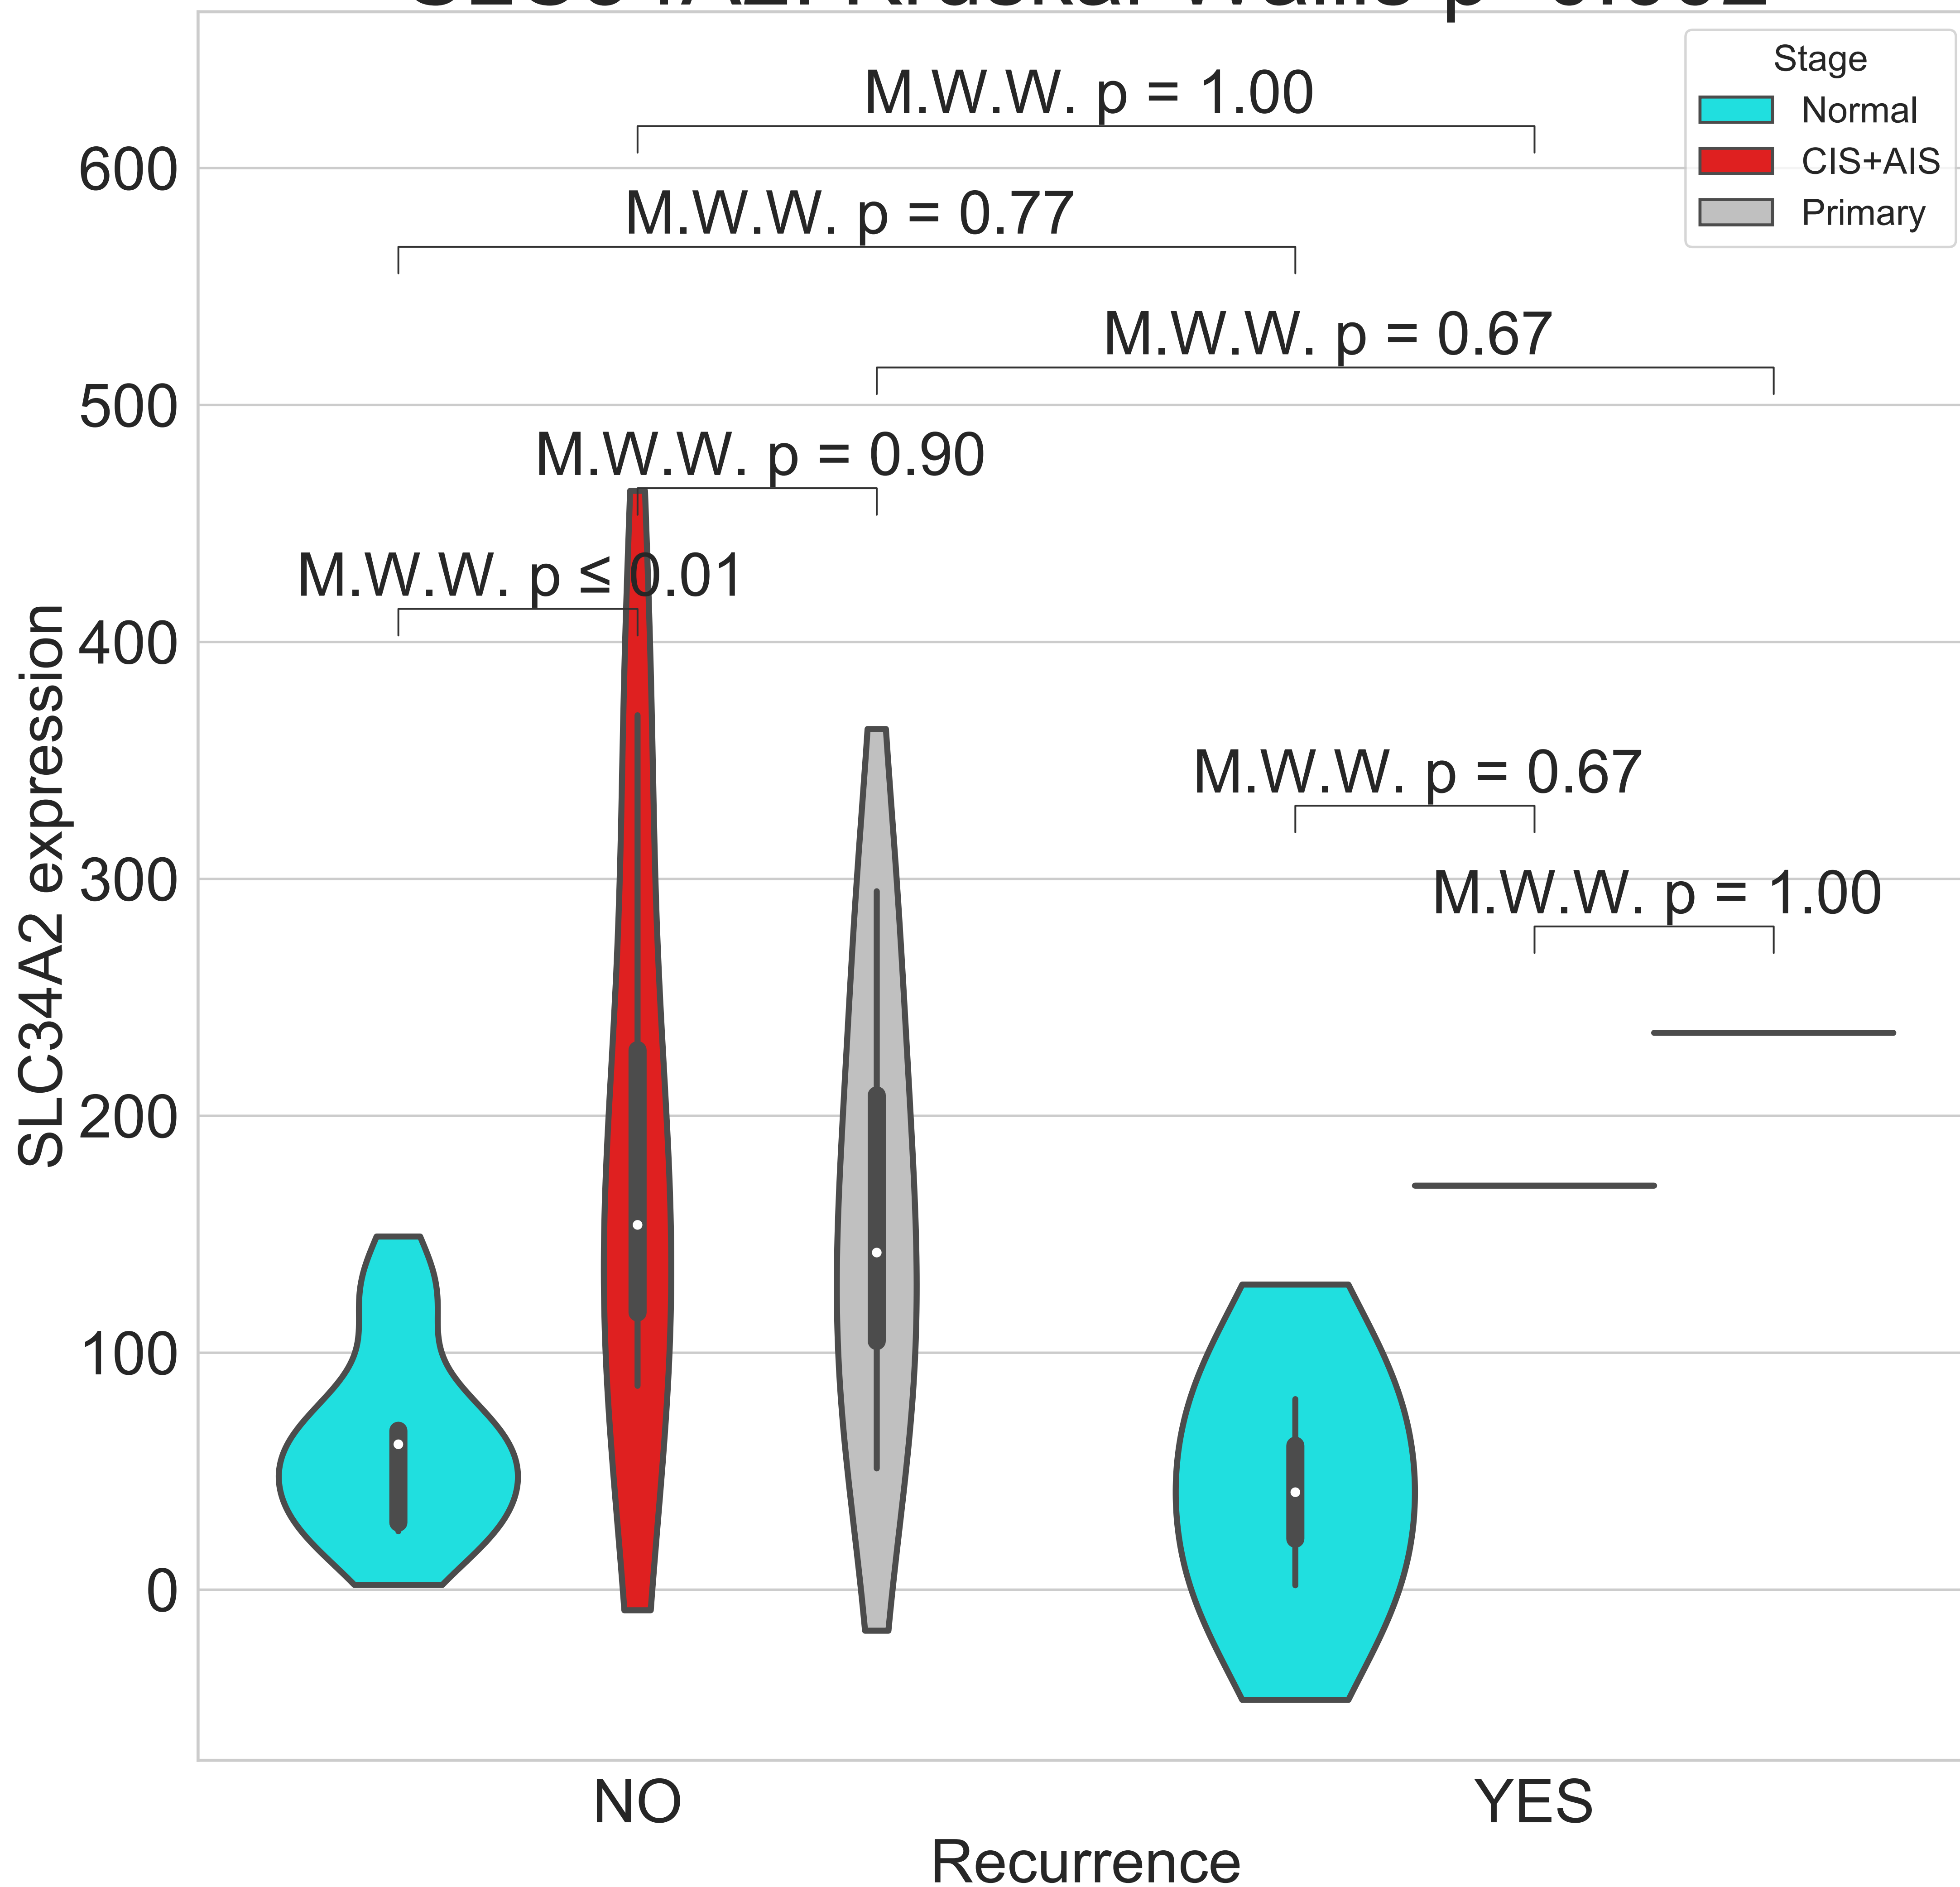 Stage
Normal
CIS+AIS
Primary
M.W.W. p = 1.00
M.W.W. p = 0.77
M.W.W. p = 0.67
M.W.W. p = 0.90
M.W.W. p ≤ 0.01
M.W.W. p = 0.67
M.W.W. p = 1.00
600
500
400
300
200
100
0
SLC34A2 expression
NO
YES
Recurrence